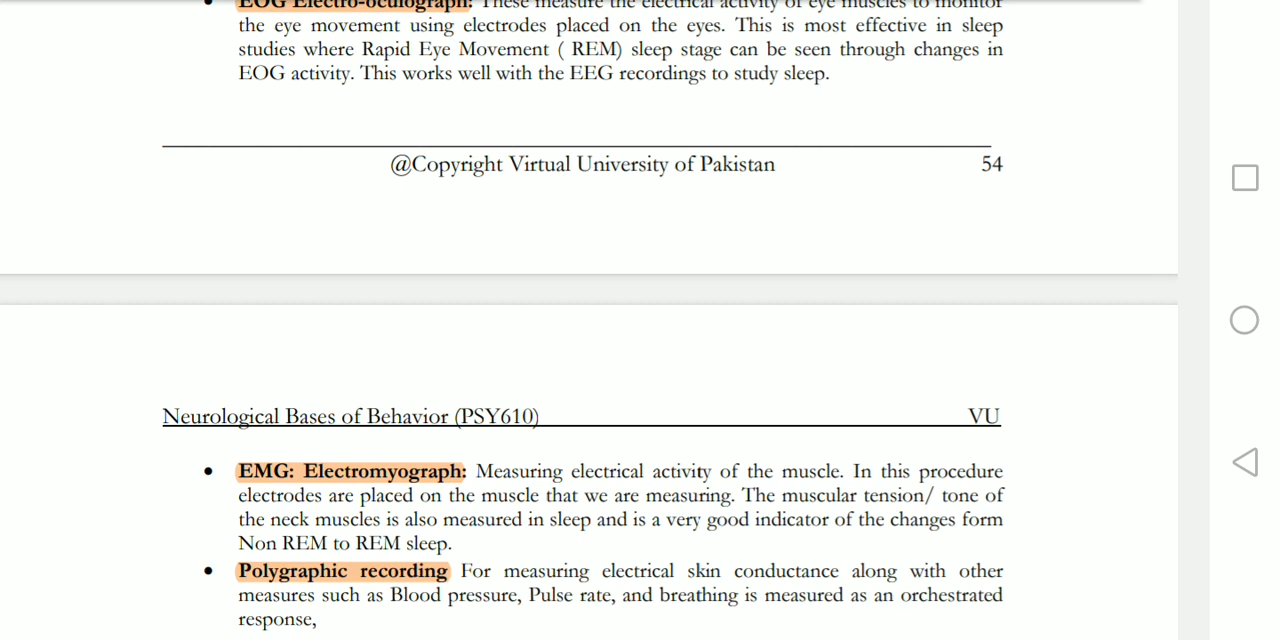 • EOG Electro-oculograph: These measure the electrical activity of eye muscles to monitor
the eye movement using electrodes placed on the eyes. This is most effective in sleep
studies where Rapid Eye Movement ( REM) sleep stage can be seen through changes in
EOG activity. This works well with the EEG recordings to study sleep.
@Copyright Virtual University of Pakistan 54
Neurological Bases of Behavior (PSY610) VU
• EMG: Electromyograph: Measuring electrical activity of the muscle. In this procedure
electrodes are placed on the muscle that we are measuring. The muscular tension/ tone of
the neck muscles is also measured in sleep and is a very good indicator of the changes form
Non REM to REM sleep.
• Polygraphic recording For measuring electrical skin conductance along with other
measures such as Blood pressure, Pulse rate, and breathing is measured as an orchestrated
response,